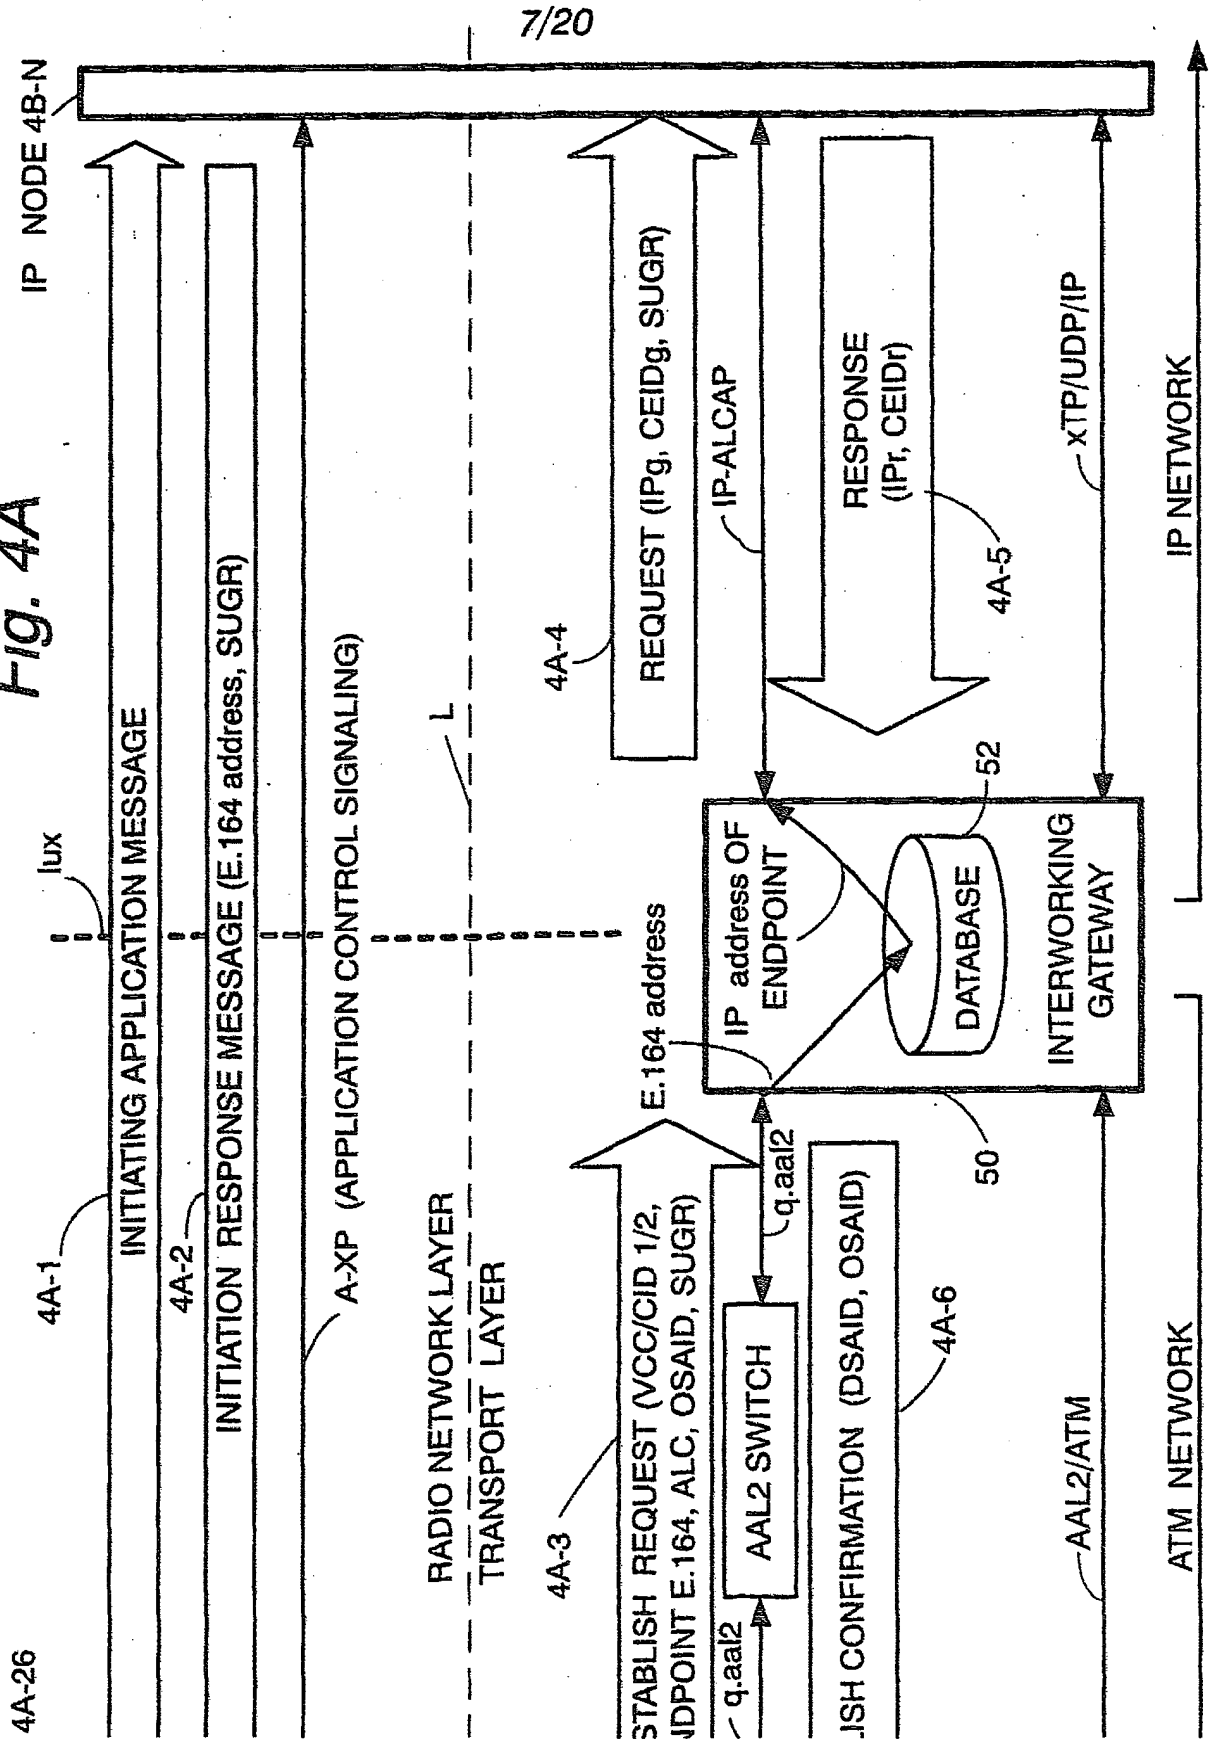 7/20
Fig. 4A
4A-26
IP NODE 4B-N
Iux
4A-1
INITIATING APPLICATION MESSAGE
4A-2
INITIATION RESPONSE MESSAGE (E.164 address, SUGR)
A-XP (APPLICATION CONTROL SIGNALING)
L
RADIO NETWORK LAYER
TRANSPORT LAYER
4A-3
STABLISH REQUEST (VCC/CID 1/2,
NDPOINT E.164, ALC, OSAID, SUGR)
E.164 address
4A-4
REQUEST (IPg, CEIDg, SUGR)
q.aal2
AAL2 SWITCH
q.aal2
IP address OF
ENDPOINT
IP-ALCAP
LISH CONFIRMATION (DSAID, OSAID)
4A-6
50
DATABASE
52
INTERWORKING
GATEWAY
RESPONSE
(IPr, CEIDr)
4A-5
AAL2/ATM
xTP/UDP/IP
ATM NETWORK
IP NETWORK